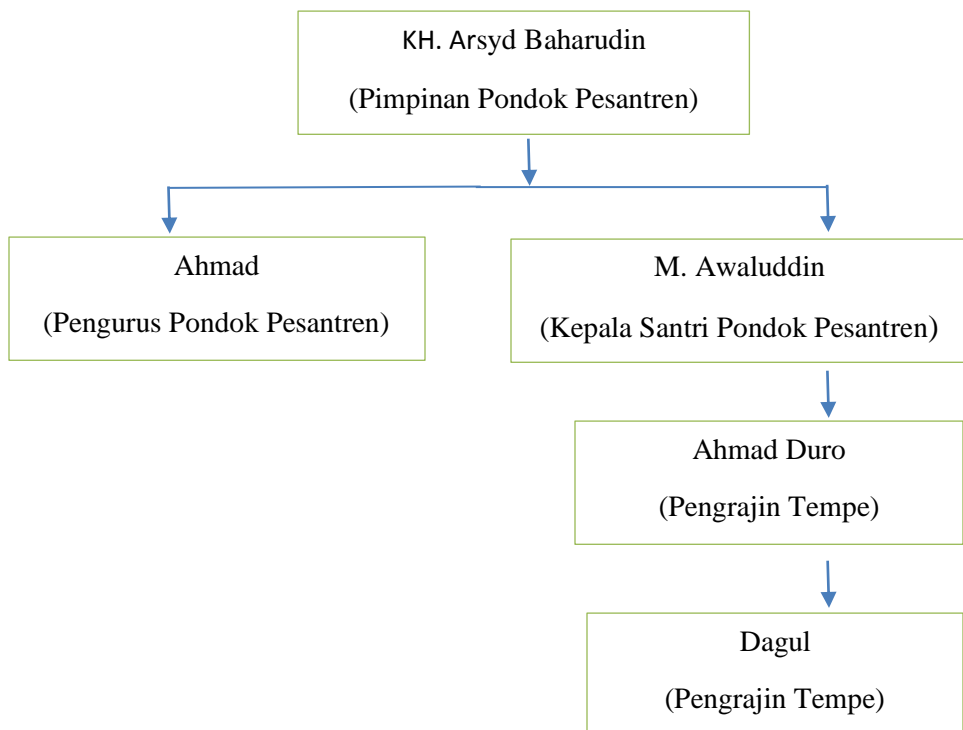 KH. Arsyd Baharudin
(Pimpinan Pondok Pesantren)
Ahmad
(Pengurus Pondok Pesantren)
M. Awaluddin
(Kepala Santri Pondok Pesantren)
Ahmad Duro
(Pengrajin Tempe)
Dagul
(Pengrajin Tempe)